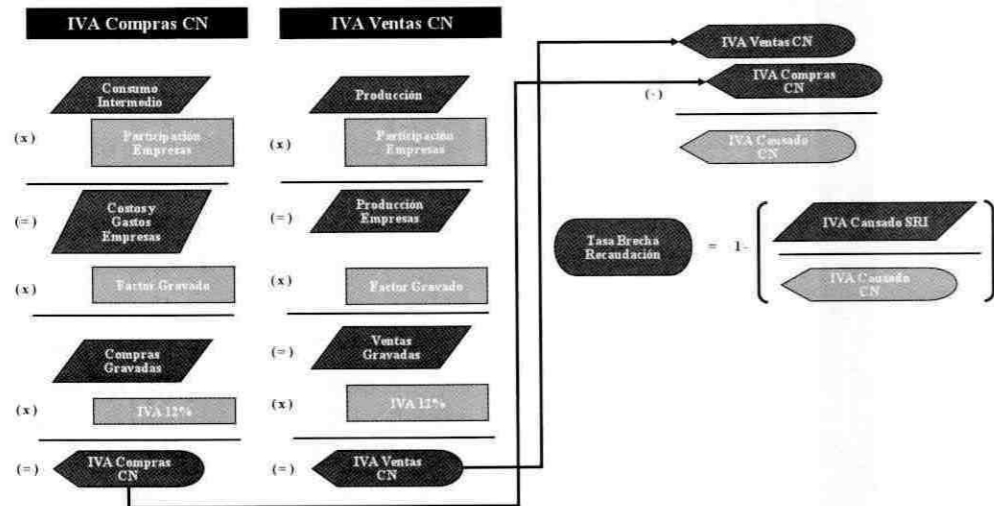 IVA Compras CN
Consumo
Intermedio
(x)
Participación
Empresas
(=)
Costos y
Gastos
Empresas
(x)
Factor Gravado
Compras
Gravadas
(x)
IVA 12%
(=)
IVA Compras
CN
IVA Ventas CN
Producción
(x)
Participación
Empresas
(=)
Producción
Empresas
(x)
Factor Gravado
(=)
Ventas
Gravadas
(x)
IVA 12%
(=)
IVA Ventas
CN
IVA Ventas CN
(-)
IVA Compras
CN
IVA Causado
CN
Tasa Brecha
Recaudación
= 1-
IVA Causado SRI
IVA Causado
CN